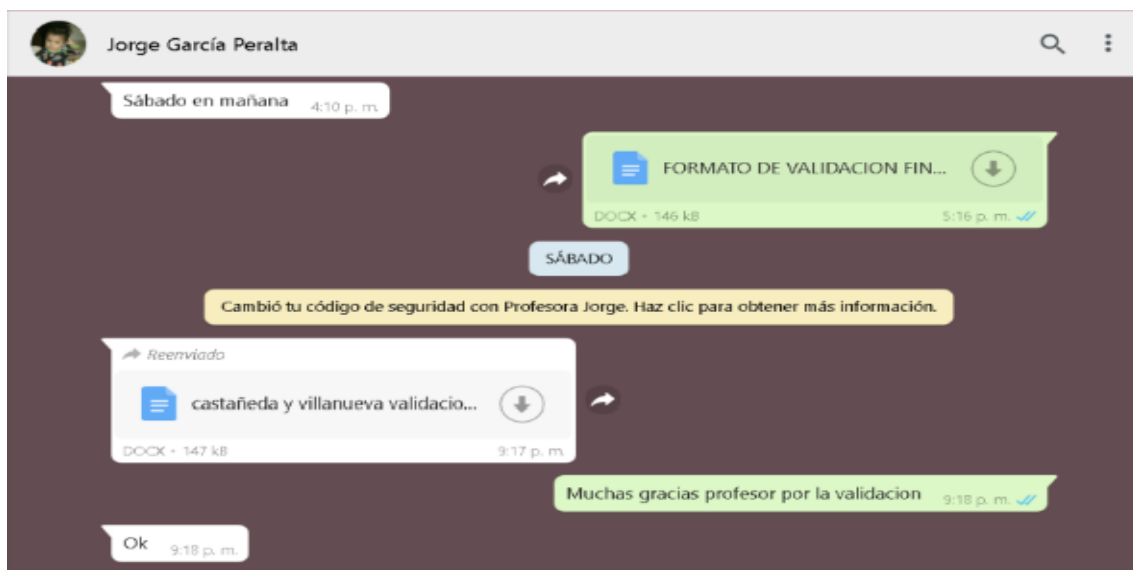 Jorge García Peralta
Sábado en mañana 4:10 p. m.
FORMATO DE VALIDACION FIN...
DOCX • 146 kB 5:16 p. m.
SÁBADO
Cambió tu código de seguridad con Profesora Jorge. Haz clic para obtener más información.
Reenviado
castañeda y villanueva validacio...
DOCX • 147 kB 9:17 p. m.
Muchas gracias profesor por la validacion 9:18 p. m.
Ok 9:18 p. m.